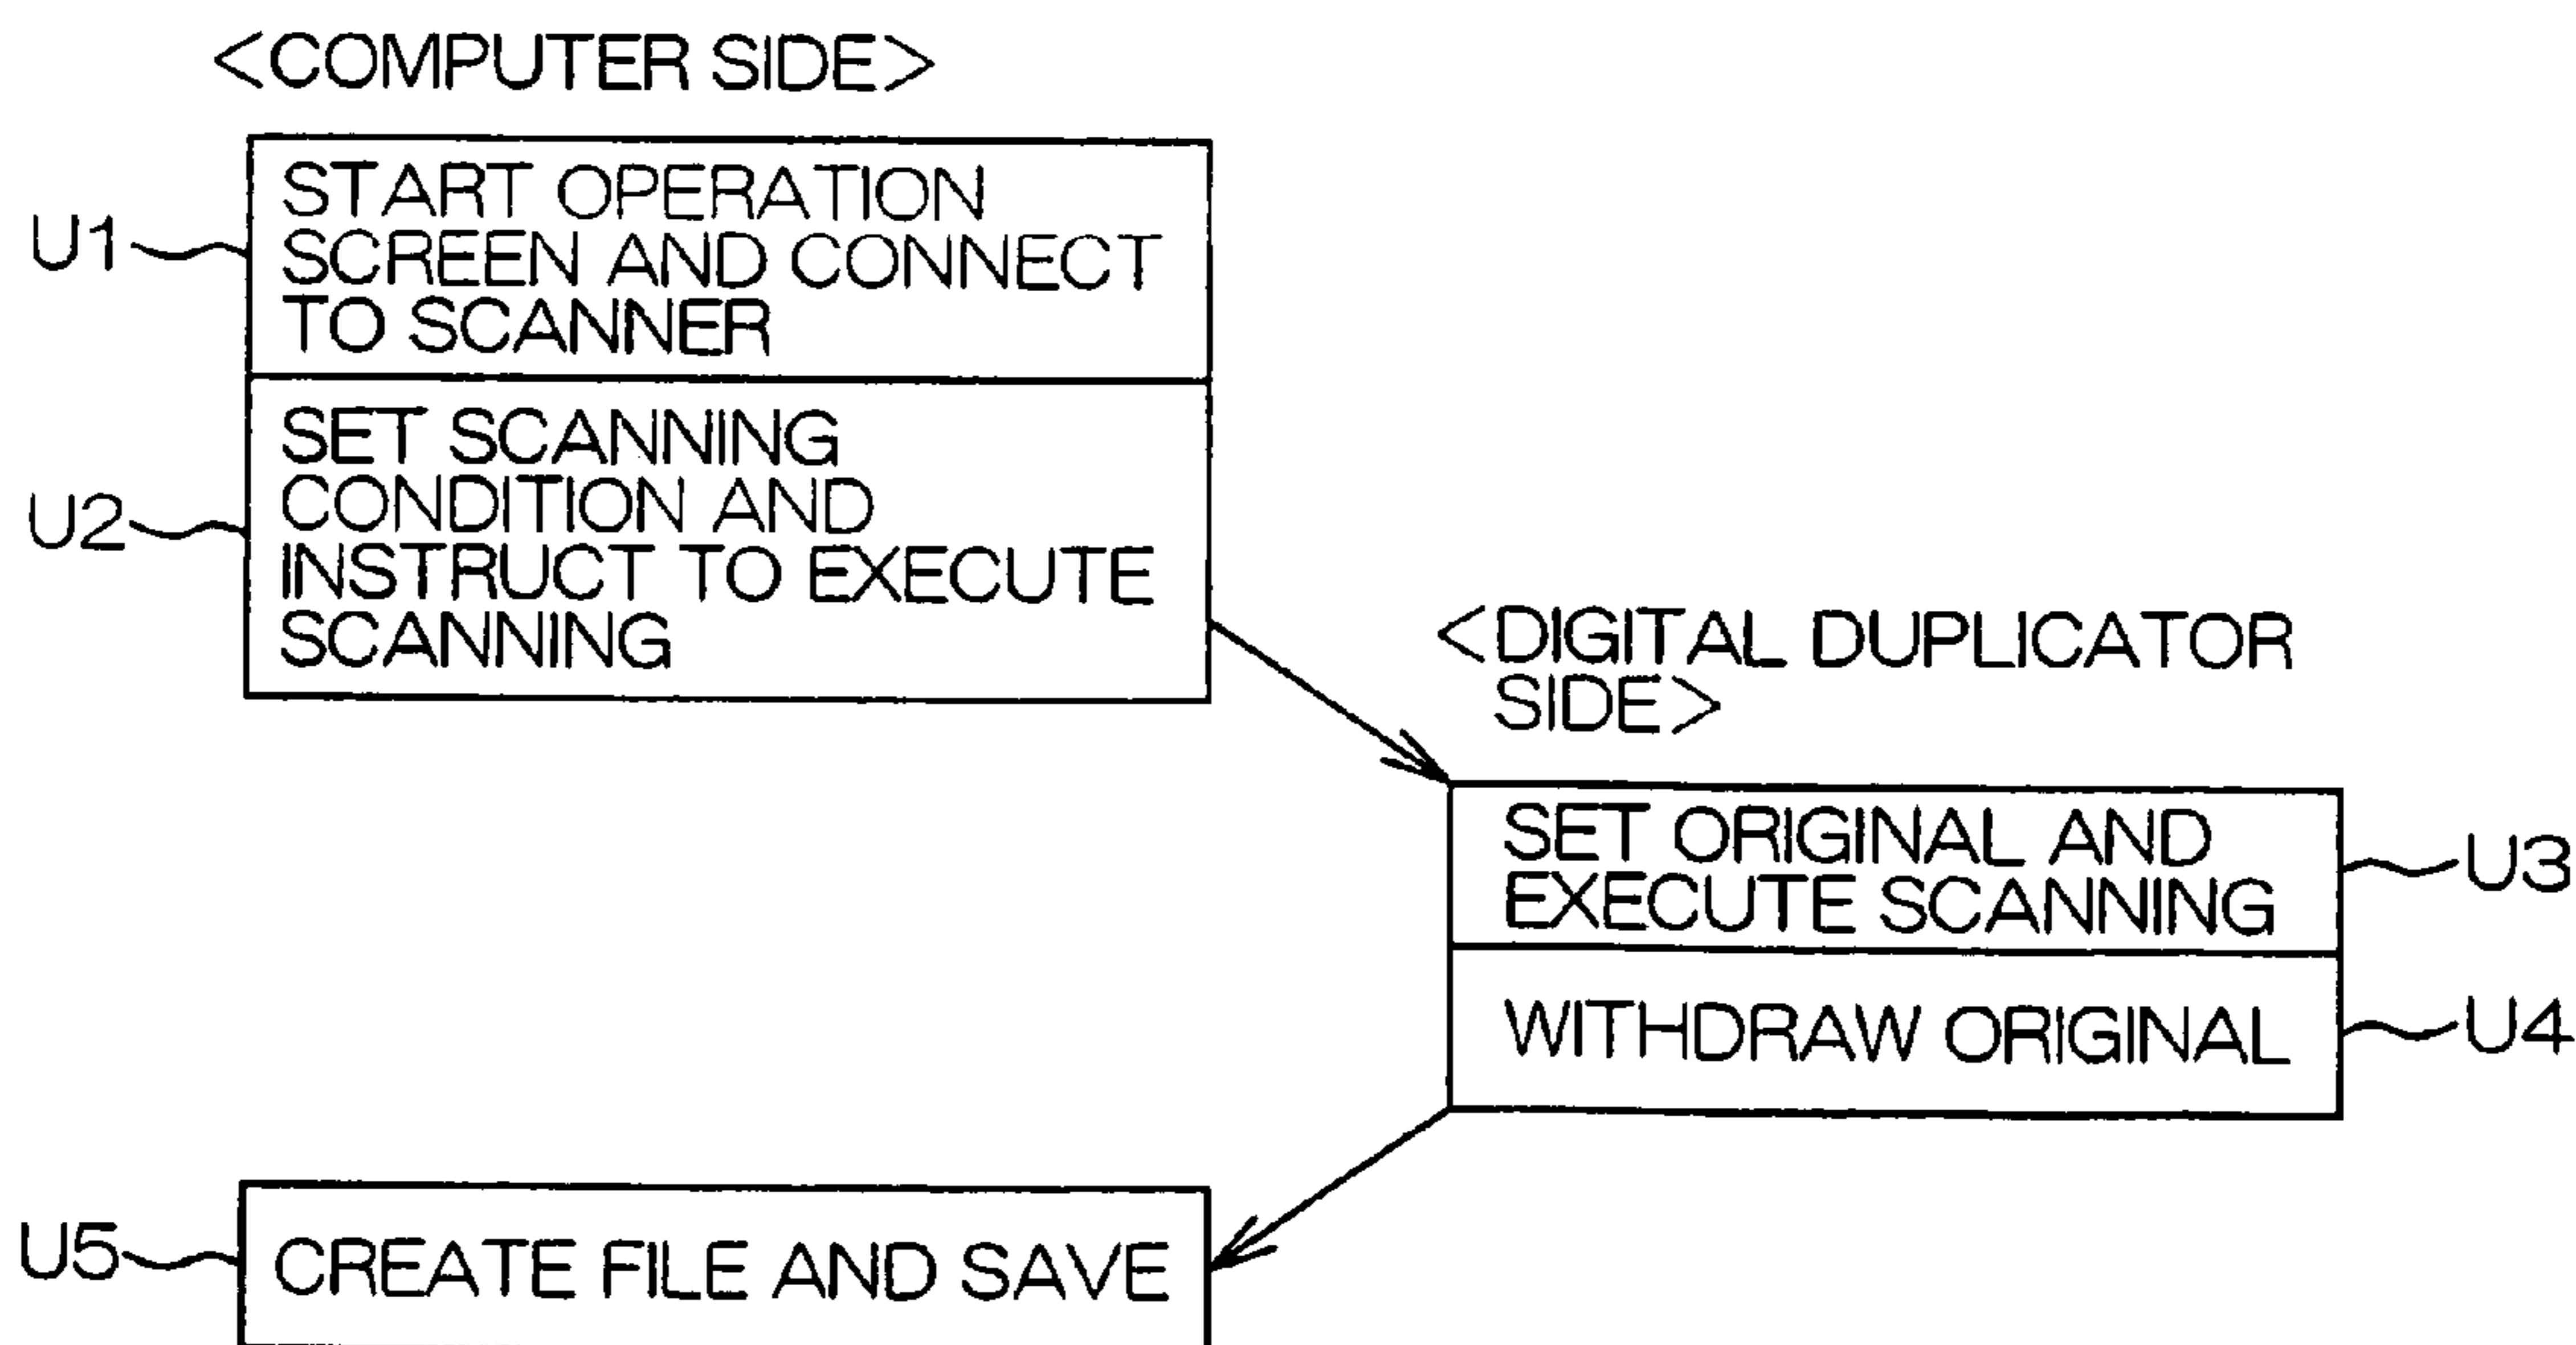 <COMPUTER SIDE>
U1
START OPERATION
SCREEN AND CONNECT
TO SCANNER
U2
SET SCANNING
CONDITION AND
INSTRUCT TO EXECUTE
SCANNING
<DIGITAL DUPLICATOR
SIDE>
SET ORIGINAL AND
EXECUTE SCANNING
U3
WITHDRAW ORIGINAL
U4
U5
CREATE FILE AND SAVE